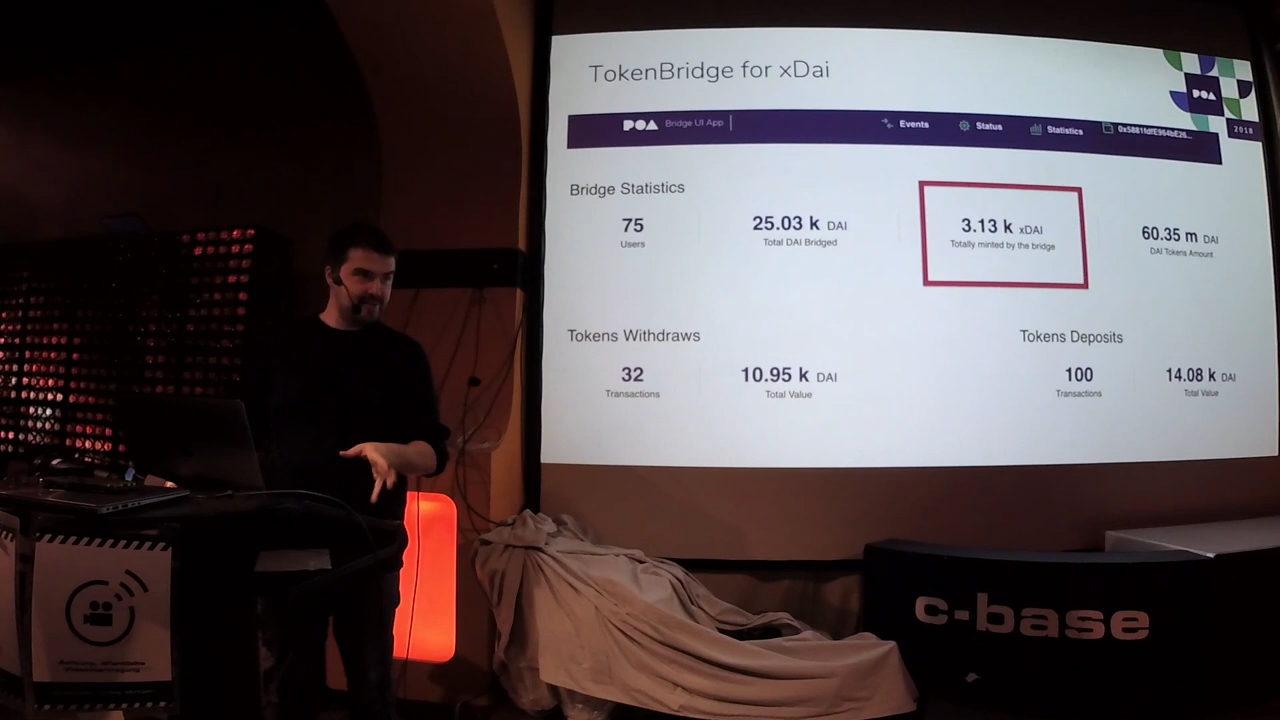 TokenBridge for xDai
POA
2018
POA Bridge UI App
Events
Status
Statistics
Bridge Statistics
75
Users
25.03 k DAI
Total DAI Bridged
3.13 k xDAI
Totally minted by the bridge
60.35 m DAI
DAI Tokens Amount
Tokens Withdraws
32
Transactions
10.95 k DAI
Total Value
Tokens Deposits
100
Transactions
14.08 k DAI
Total Value
c-base